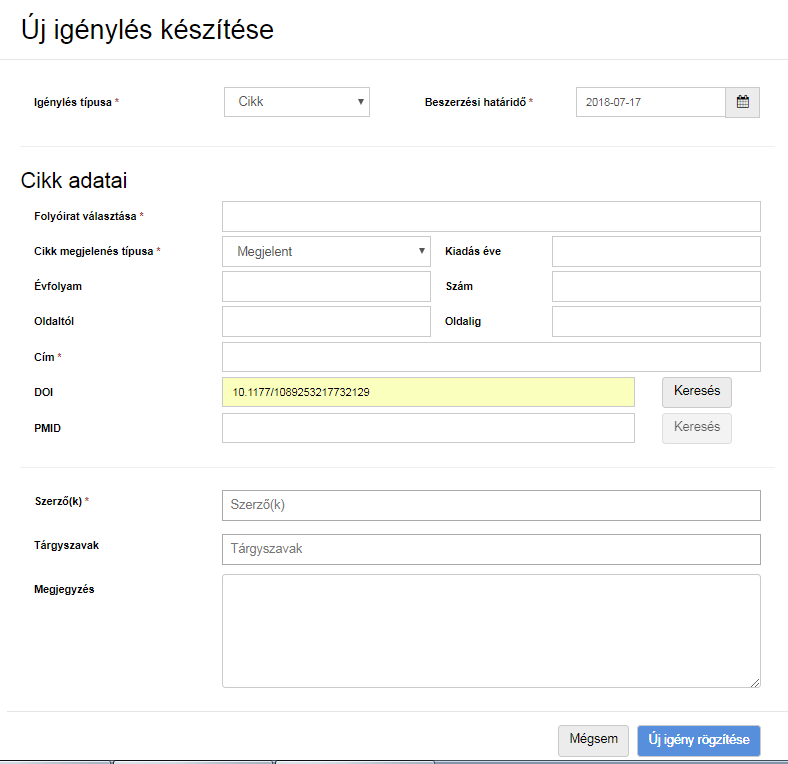 Új igénylés készítése
Igénylés típusa * Cikk Beszerzési határidő * 2018-07-17
Cikk adatai
Folyóirat választása *
Cikk megjelenés típusa * Megjelent Kiadás éve
Évfolyam Szám
Oldaltól Oldalig
Cím *
DOI 10.1177/1089253217732129 Keresés
PMID Keresés
Szerző(k) * Szerző(k)
Tárgyszavak Tárgyszavak
Megjegyzés
Mégsem Új igény rögzítése